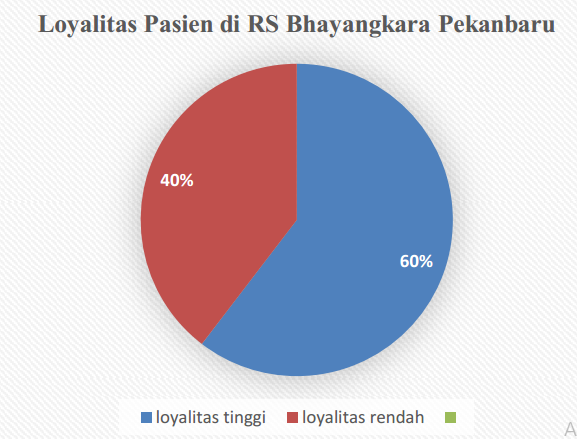 Loyalitas Pasien di RS Bhayangkara Pekanbaru
40%
60%
loyalitas tinggi loyalitas rendah
A